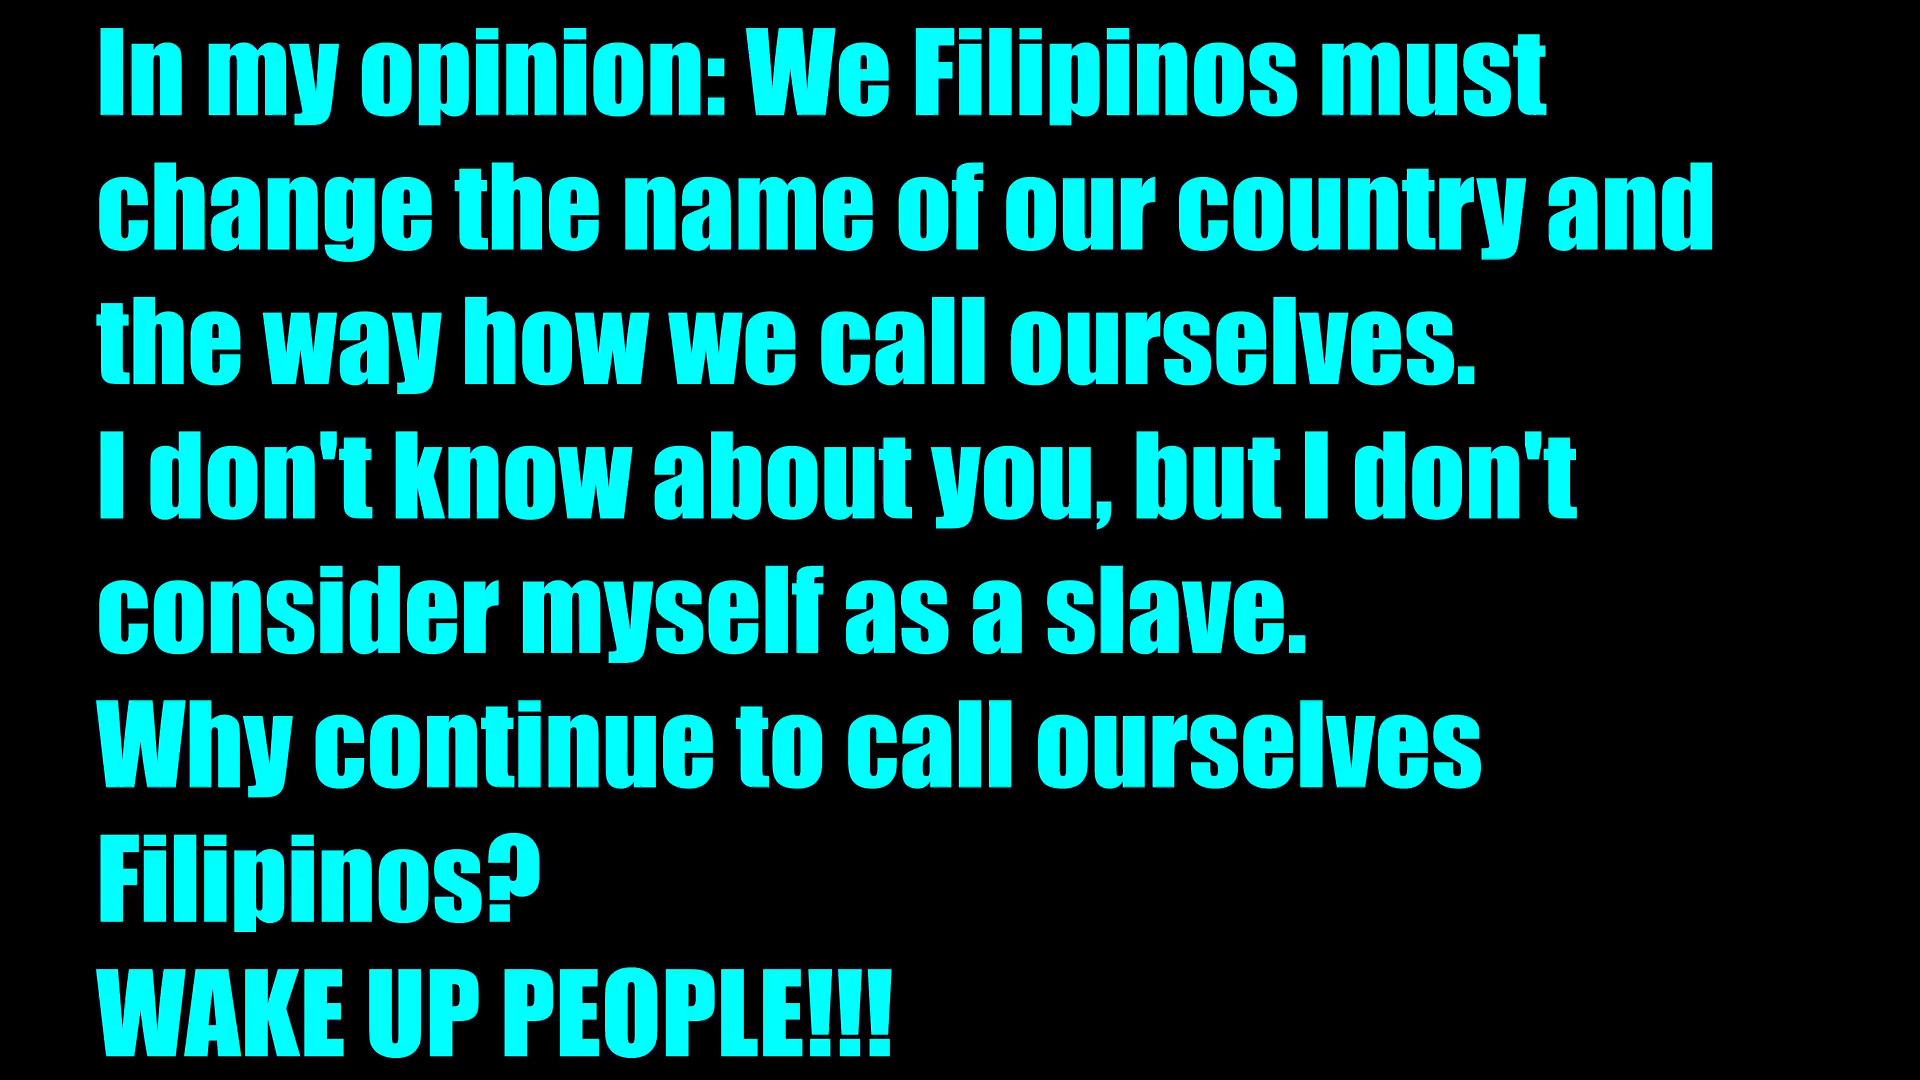 In my opinion: We Filipinos must
change the name of our country and
the way how we call ourselves.
I don't know about you, but I don't
consider myself as a slave.
Why continue to call ourselves
Filipinos?
WAKE UP PEOPLE!!!